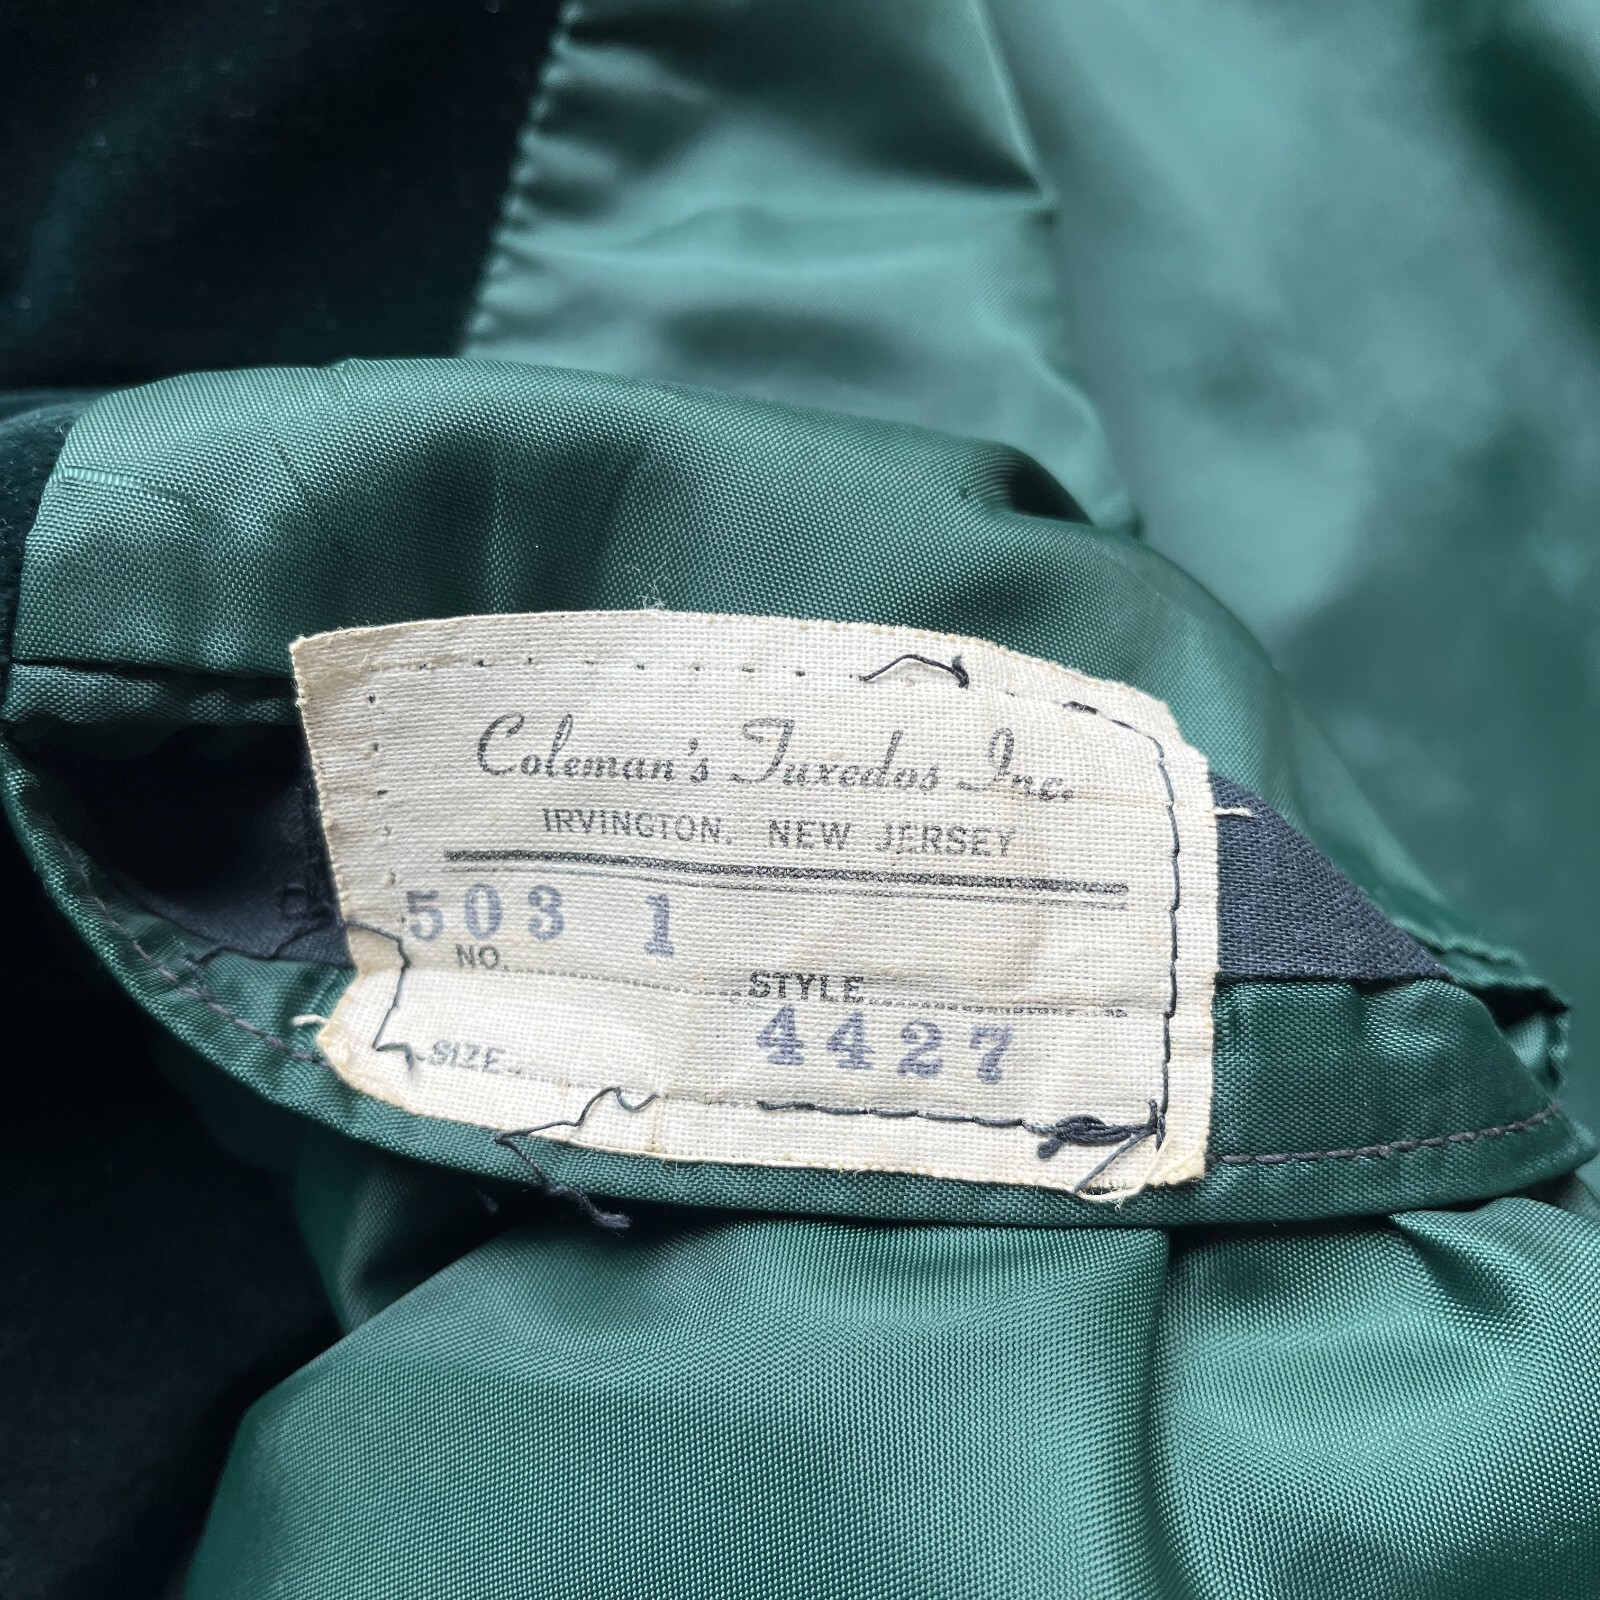 Coleman's Tuxedos Inc.
IRVINGTON, NEW JERSEY
503 1
NO.
STYLE
4427
SIZE